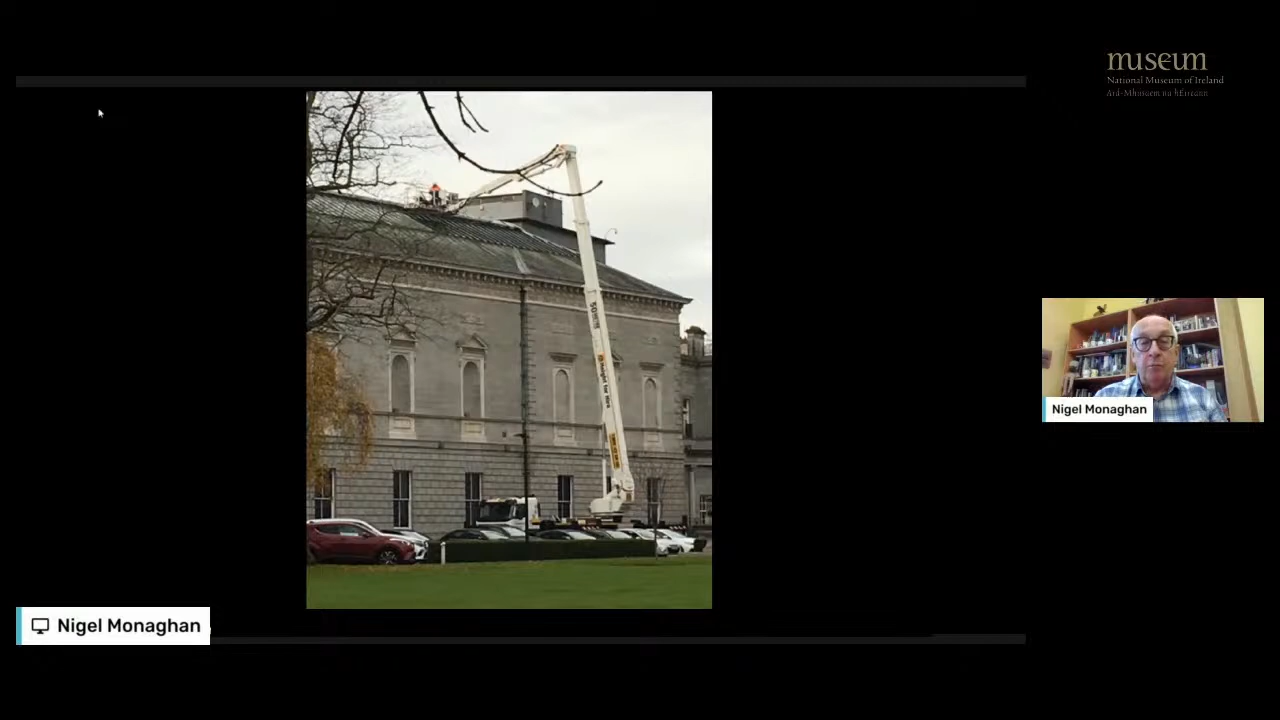 museum
National Museum of Ireland
Ard-Mhúsaem na hÉireann
Nigel Monaghan
Nigel Monaghan